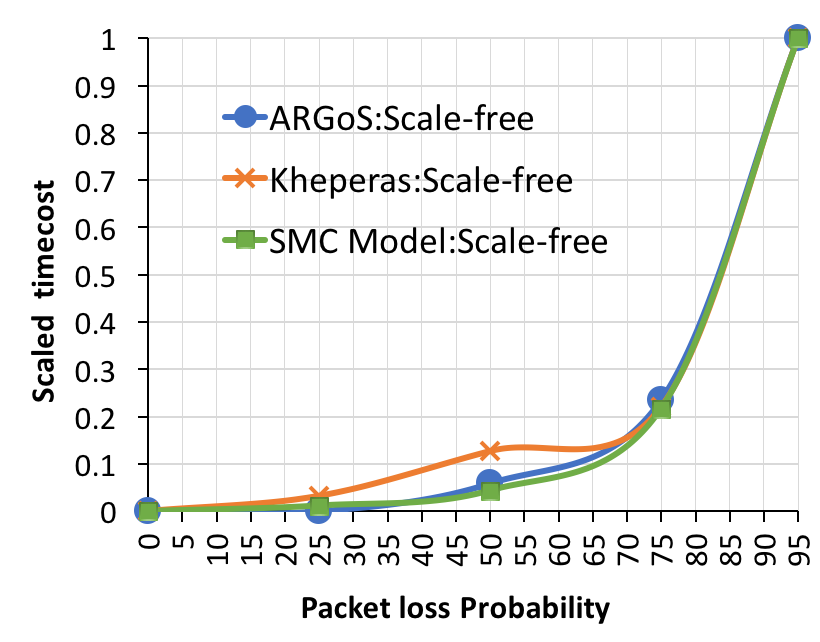 1
0.9
0.8
0.7
0.6
0.5
0.4
0.3
0.2
0.1
0
Scaled timecost
ARGoS:Scale-free
Kheperas:Scale-free
SMC Model:Scale-free
0 5 10 15 20 25 30 35 40 45 50 55 60 65 70 75 80 85 90 95
Packet loss Probability